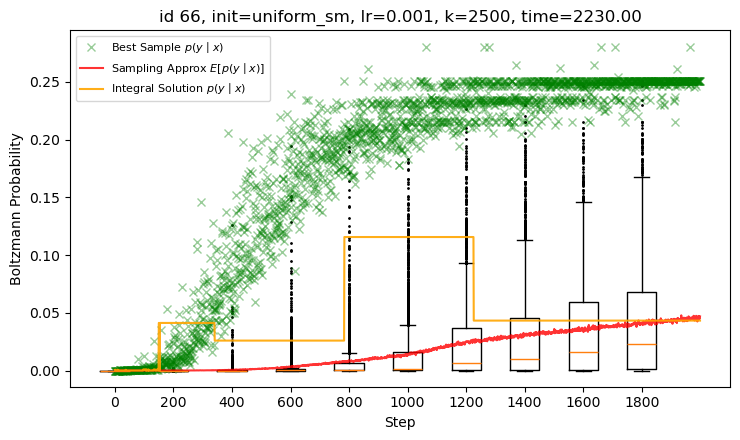 id 66, init=uniform_sm, lr=0.001, k=2500, time=2230.00
Best Sample p(y | x)
Sampling Approx E[p(y | x)]
Integral Solution p(y | x)
Boltzmann Probability
0.25
0.20
0.15
0.10
0.05
0.00
0 200 400 600 800 1000 1200 1400 1600 1800
Step